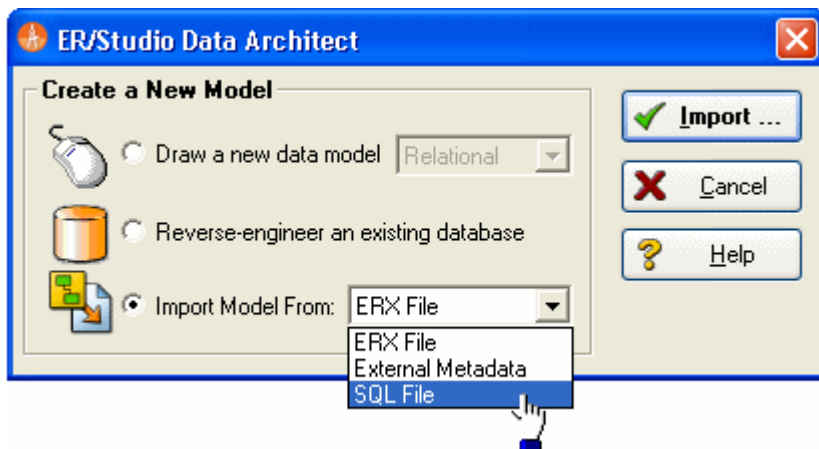 ER/Studio Data Architect
Create a New Model
Draw a new data model Relational
Reverse-engineer an existing database
Import Model From: ERX File
ERX File
External Metadata
SQL File
Import ...
Cancel
Help